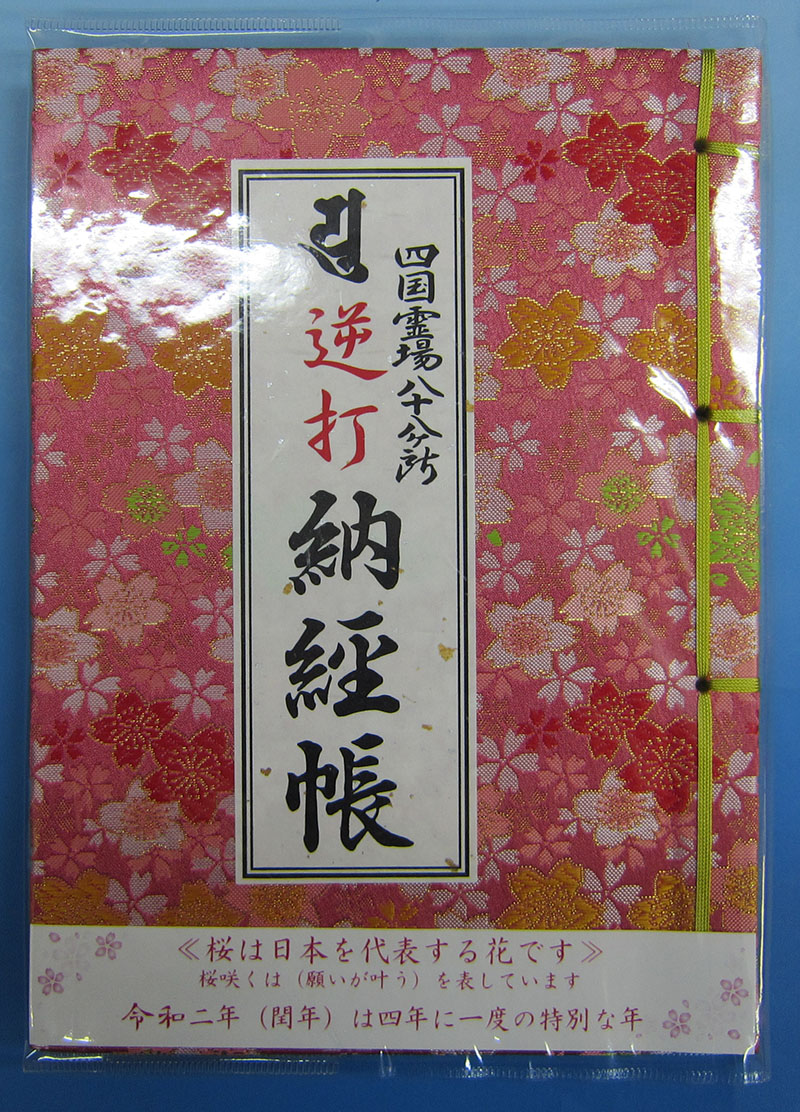 四国霊場八十八ヶ所
逆打納経帳
≪桜は日本を代表する花です≫
桜咲くは（願いが叶う）を表しています
令和二年（閏年）は四年に一度の特別な年